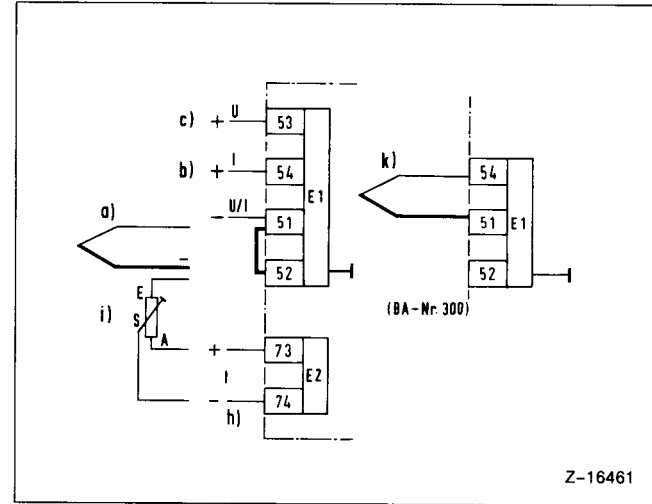 c) + U 53
b) + I 54 E1
a) - U/I 51
-
52
E
i) S
A
+ 73 E2
I
- 74
h)
k) 54
51 E1
52
(BA-Nr. 300)
Z-16461